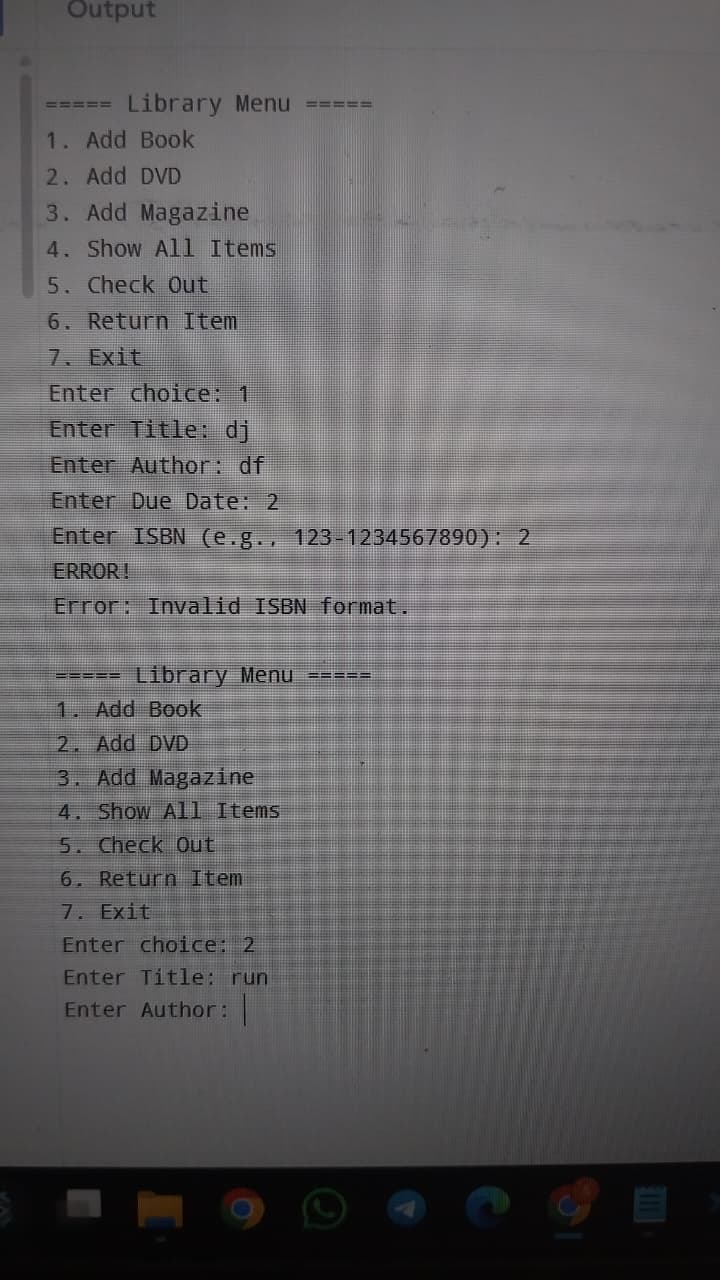 Output
===== Library Menu =====
1. Add Book
2. Add DVD
3. Add Magazine
4. Show All Items
5. Check Out
6. Return Item
7. Exit
Enter choice: 1
Enter Title: dj
Enter Author: df
Enter Due Date: 2
Enter ISBN (e.g., 123-1234567890): 2
ERROR!
Error: Invalid ISBN format.
===== Library Menu =====
1. Add Book
2. Add DVD
3. Add Magazine
4. Show All Items
5. Check Out
6. Return Item
7. Exit
Enter choice: 2
Enter Title: run
Enter Author: